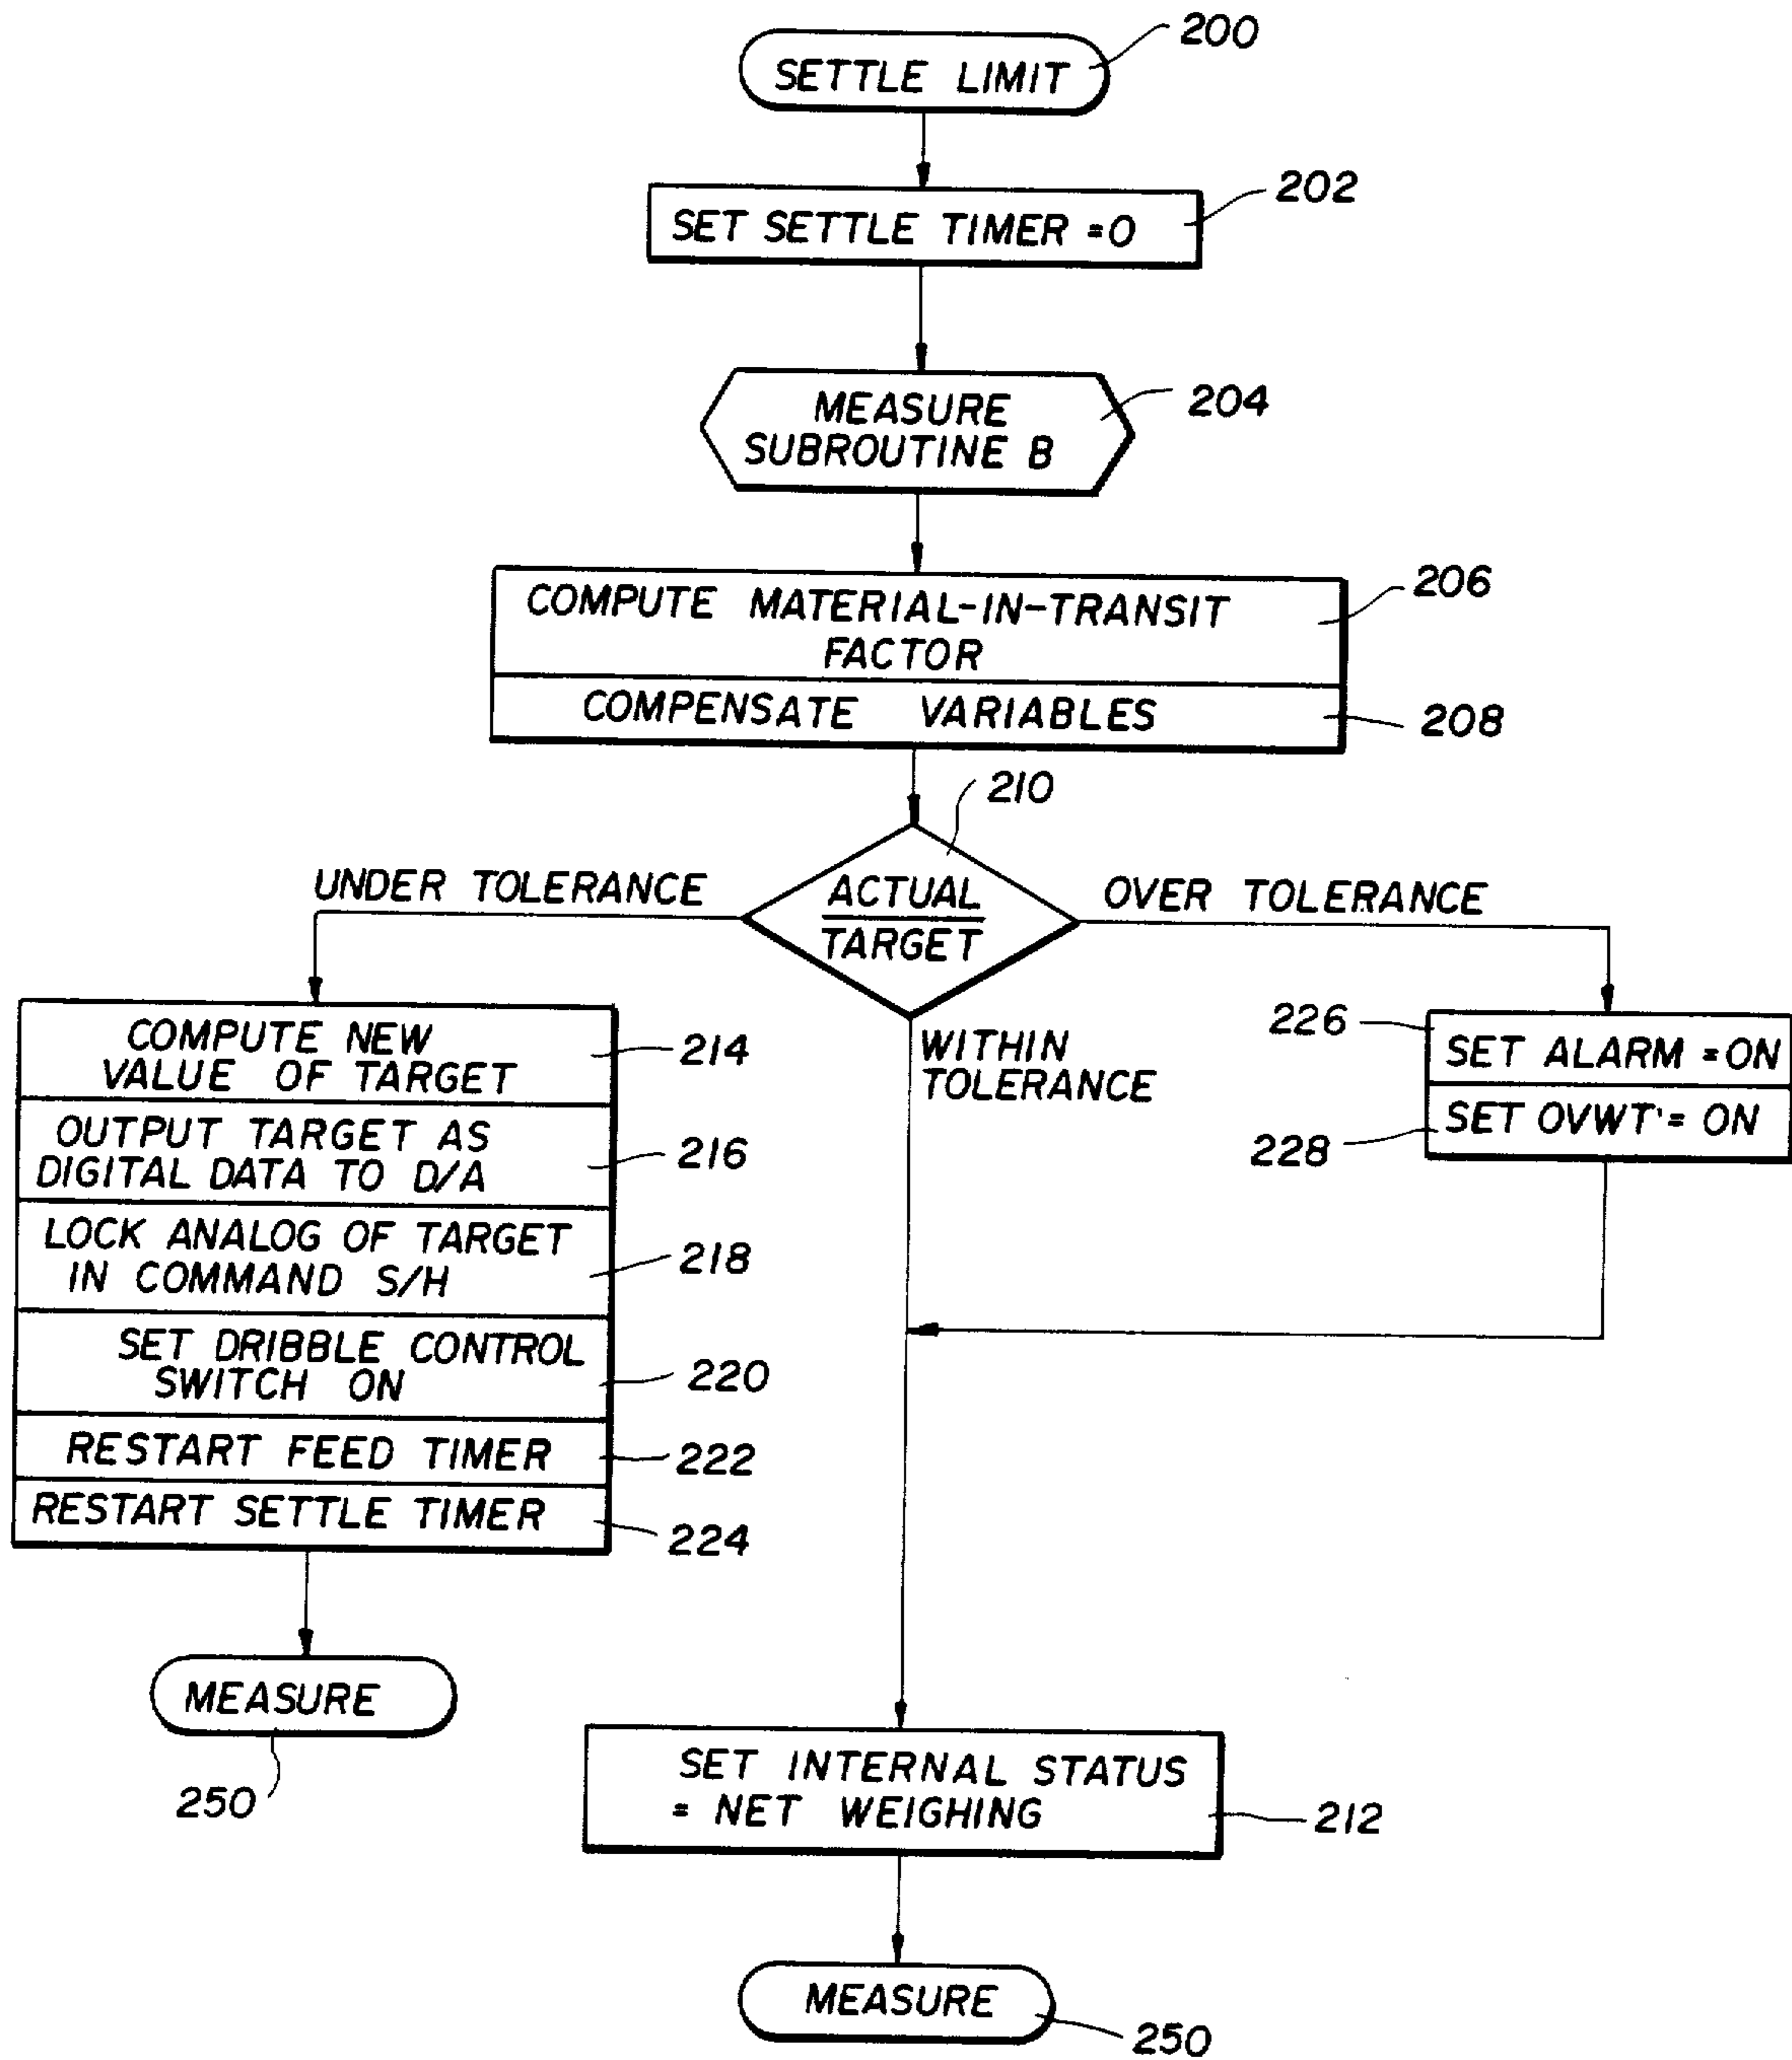 200
SETTLE LIMIT
202
SET SETTLE TIMER =0
204
MEASURE
SUBROUTINE B
206
COMPUTE MATERIAL-IN-TRANSIT
FACTOR
COMPENSATE VARIABLES
208
210
ACTUAL
TARGET
UNDER TOLERANCE
OVER TOLERANCE
WITHIN
TOLERANCE
COMPUTE NEW
VALUE OF TARGET
214
OUTPUT TARGET AS
DIGITAL DATA TO D/A
216
LOCK ANALOG OF TARGET
IN COMMAND S/H
218
SET DRIBBLE CONTROL
SWITCH ON
220
RESTART FEED TIMER
222
RESTART SETTLE TIMER
224
MEASURE
250
226
SET ALARM =ON
SET OVWT'= ON
228
SET INTERNAL STATUS
= NET WEIGHING
212
MEASURE
250